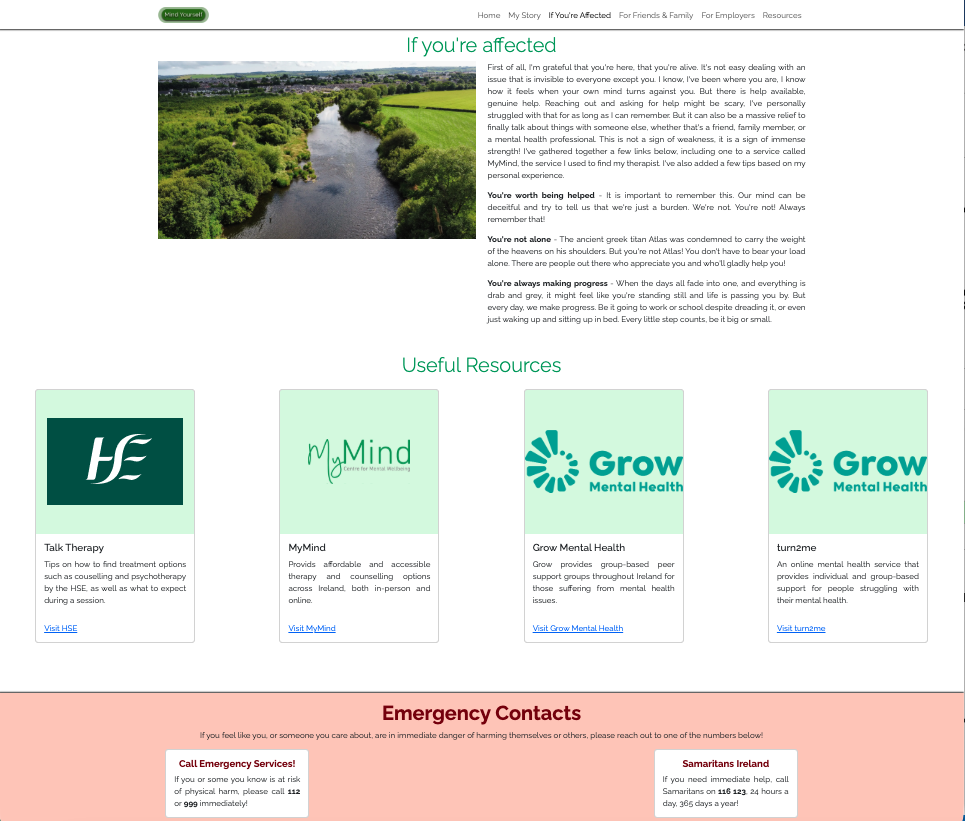 Mind Yourself
Home My Story If You're Affected For Friends & Family For Employers Resources
If you're affected
First of all, I'm grateful that you're here, that you're alive. It's not easy dealing with an
issue that is invisible to everyone except you. I know, I've been where you are, I know
how it feels when your own mind turns against you. But there is help available,
genuine help. Reaching out and asking for help might be scary, I've personally
struggled with that for as long as I can remember. But it can also be a massive relief to
finally talk about things with someone else, whether that's a friend, family member, or
a mental health professional. This is not a sign of weakness, it is a sign of immense
strength! I've gathered together a few links below, including one to a service called
MyMind, the service I used to find my therapist. I've also added a few tips based on my
personal experience.
You're worth being helped - It is important to remember this. Our mind can be
deceitful and try to tell us that we're just a burden. We're not. You're not! Always
remember that!
You're not alone - The ancient greek titan Atlas was condemned to carry the weight
of the heavens on his shoulders. But you're not Atlas! You don't have to bear your load
alone. There are people out there who appreciate you and who'll gladly help you!
You're always making progress - When the days all fade into one, and everything is
drab and grey, it might feel like you're standing still and life is passing you by. But
every day, we make progress. Be it going to work or school despite dreading it, or even
just waking up and sitting up in bed. Every little step counts, be it big or small.
Useful Resources
HSE
Talk Therapy
Tips on how to find treatment options
such as couselling and psychotherapy
by the HSE, as well as what to expect
during a session.
Visit HSE
MyMind
Centre for Mental Wellbeing
MyMind
Provids affordable and accessible
therapy and counselling options
across Ireland, both in-person and
online.
Visit MyMind
Grow
Mental Health
Grow Mental Health
Grow provides group-based peer
support groups throughout Ireland for
those suffering from mental health
issues.
Visit Grow Mental Health
Grow
Mental Health
turn2me
An online mental health service that
provides individual and group-based
support for people struggling with
their mental health.
Visit turn2me
Emergency Contacts
If you feel like you, or someone you care about, are in immediate danger of harming themselves or others, please reach out to one of the numbers below!
Call Emergency Services!
If you or some you know is at risk
of physical harm, please call 112
or 999 immediately!
Samaritans Ireland
If you need immediate help, call
Samaritans on 116 123. 24 hours a
day, 365 days a year!